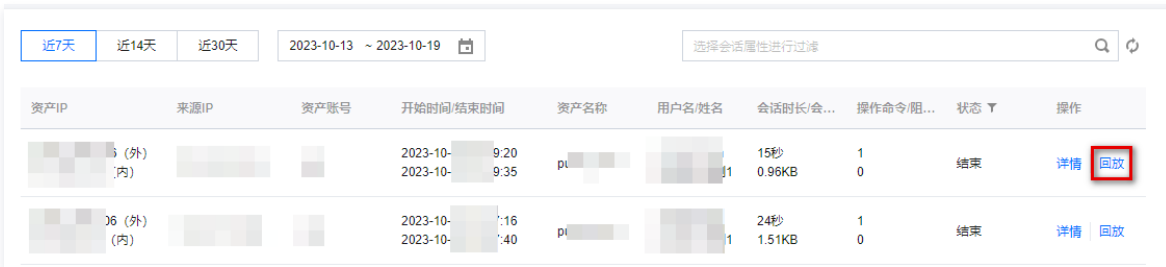 近7天 近14天 近30天 2023-10-13 ~ 2023-10-19 选择会话属性进行过滤
资产IP 来源IP 资产账号 开始时间/结束时间 资产名称 用户名/姓名 会话时长/会... 操作命令/阻... 状态 操作
(外) 2023-10- 9:20 15秒 1
内) 2023-10- 9:35 pu 1 0.96KB 0 结束 详情 回放
06 (外) 2023-10- :16 24秒 1
(内) 2023-10- :40 1 1.51KB 0 结束 详情 回放